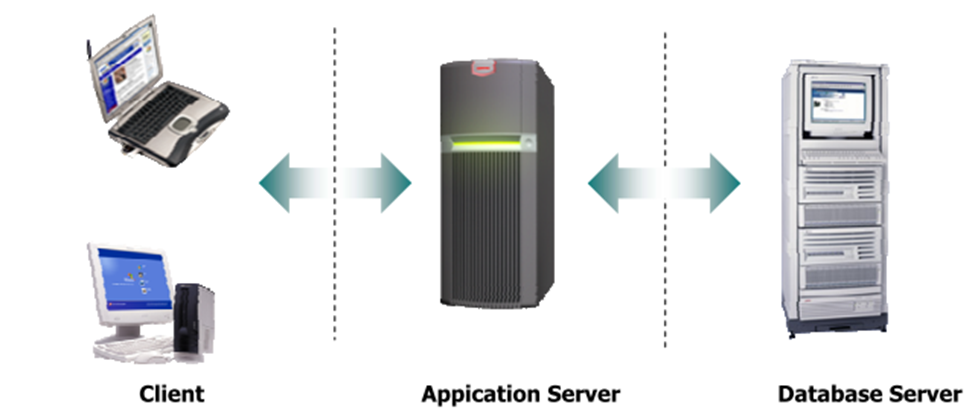 Client
Appication Server
Database Server